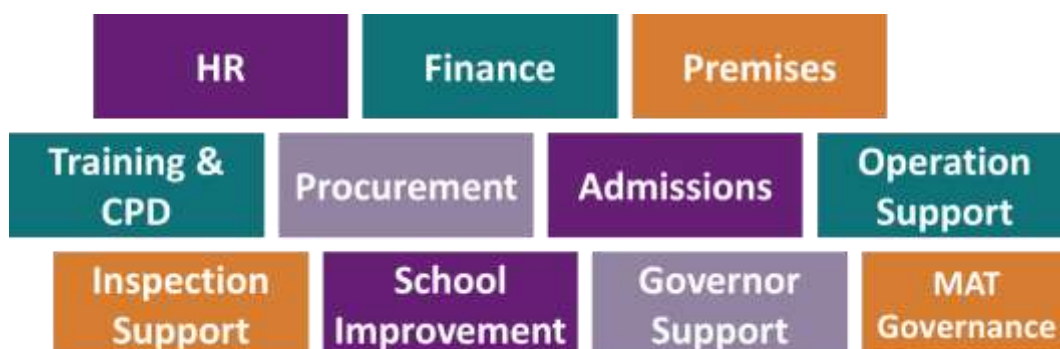 HR
Finance
Premises
Training &
CPD
Procurement
Admissions
Operation
Support
Inspection
Support
School
Improvement
Governor
Support
MAT
Governance